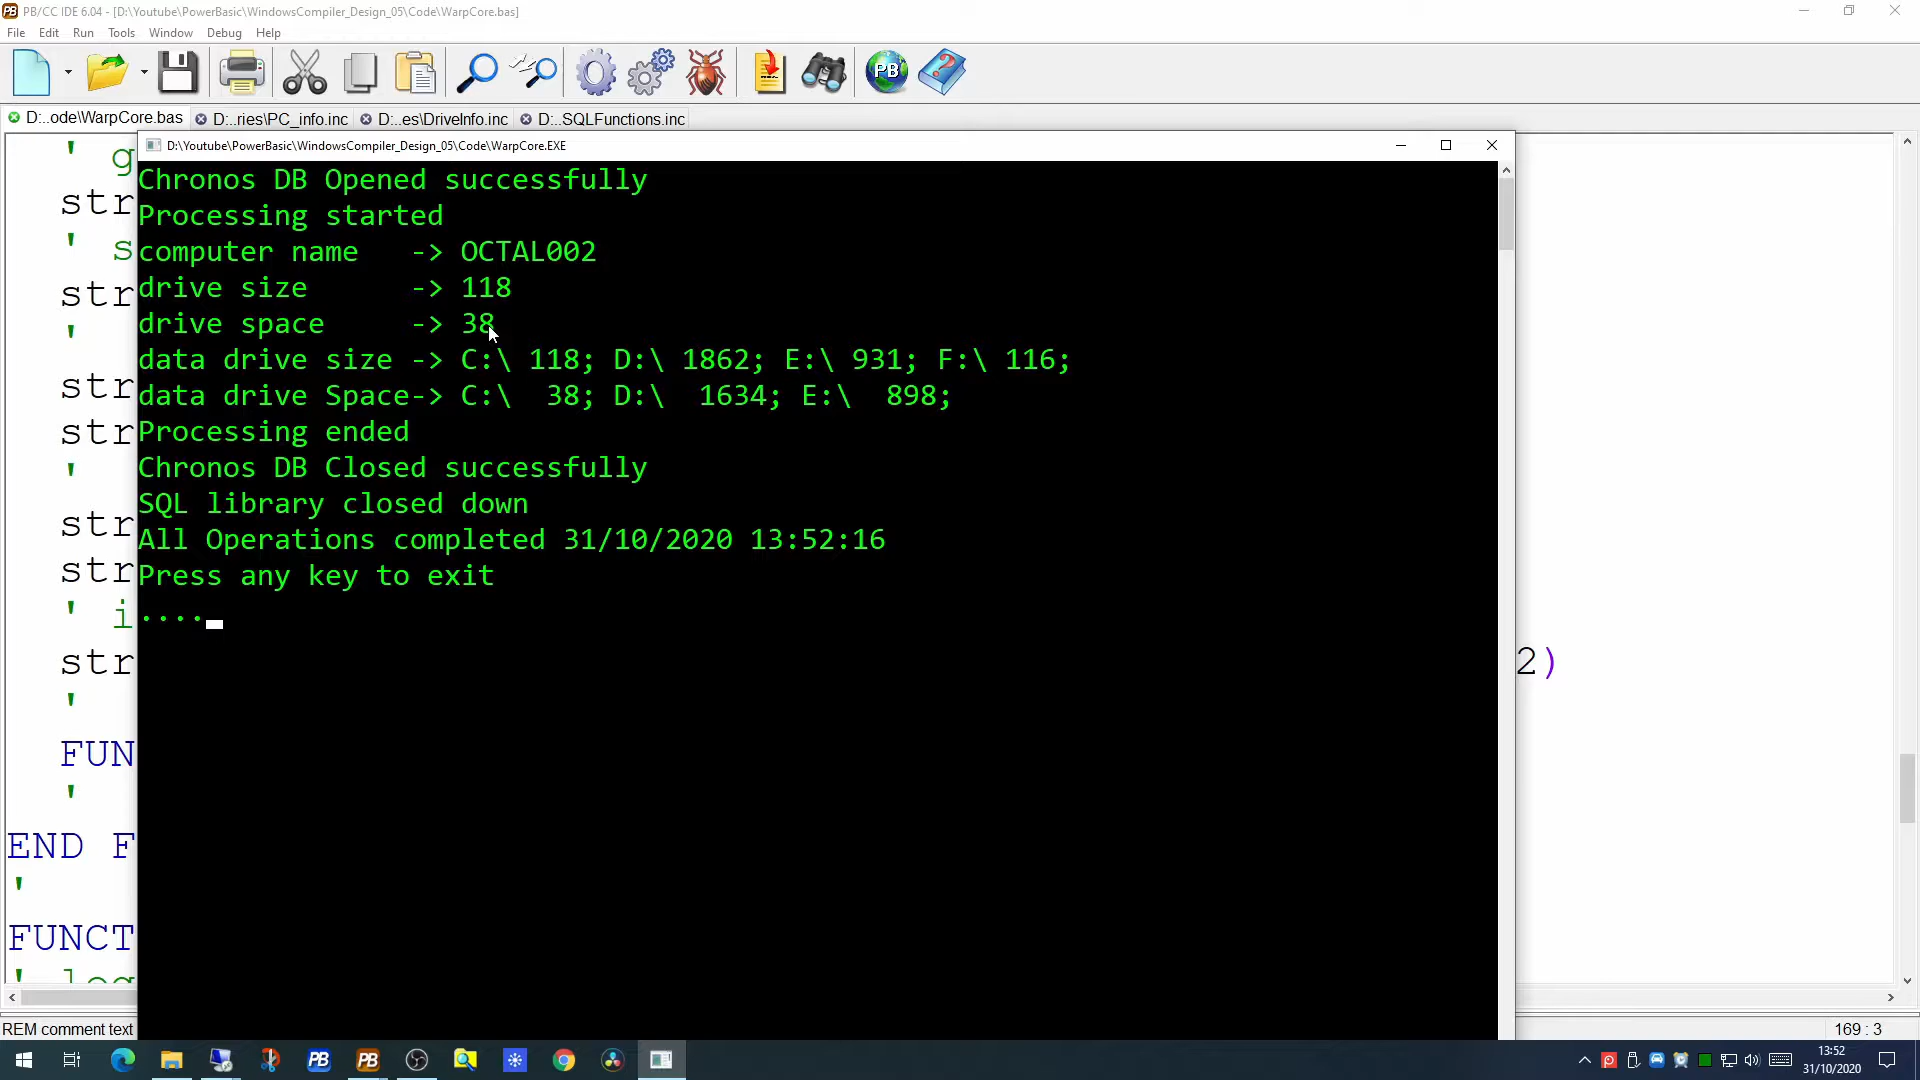 PB/CC IDE 6.04 - [D:\Youtube\PowerBasic\WindowsCompiler_Design_05\Code\WarpCore.bas]
File Edit Run Tools Window Debug Help
D:..ode\WarpCore.bas D:..ries\PC_info.inc D:..es\DriveInfo.inc D:..SQLFunctions.inc
D:\Youtube\PowerBasic\WindowsCompiler_Design_05\Code\WarpCore.EXE
' g
Chronos DB Opened successfully
str
Processing started
' s
computer name -> OCTAL002
str
drive size -> 118
'
drive space -> 38
data drive size -> C:\ 118; D:\ 1862; E:\ 931; F:\ 116;
str
data drive Space-> C:\ 38; D:\ 1634; E:\ 898;
str
Processing ended
'
Chronos DB Closed successfully
SQL library closed down
str
All Operations completed 31/10/2020 13:52:16
str
Press any key to exit
' i
....
str 2)
'
FUN
'
END F
'
FUNCT
REM comment text 169 : 3
13:52
31/10/2020